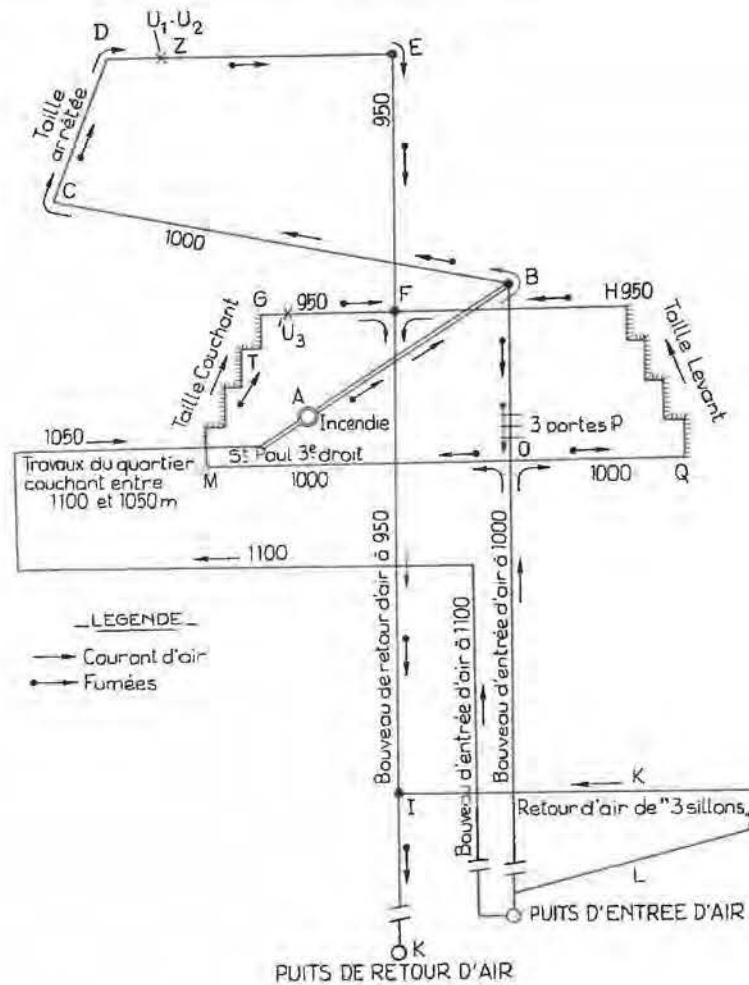 U₁-U₂
D
Z
E
Taille
arrêtée
950
C
1000
B
G
950
F
H 950
U₃
Taille Couchant
T
Taille Levant
A
Incendie
3 portes P
1050
St Paul 3e droit
O
Travaux du quartier
couchant entre
1100 et 1050 m
M
1000
1000
Q
1100
Bouveau de retour d'air à 950
Bouveau d'entrée d'air à 1100
Bouveau d'entrée d'air à 1000
_LEGENDE_
Courant d'air
Fumées
K
I
Retour d'air de "3 sillons"
L
PUITS D'ENTREE D'AIR
K
PUITS DE RETOUR D'AIR